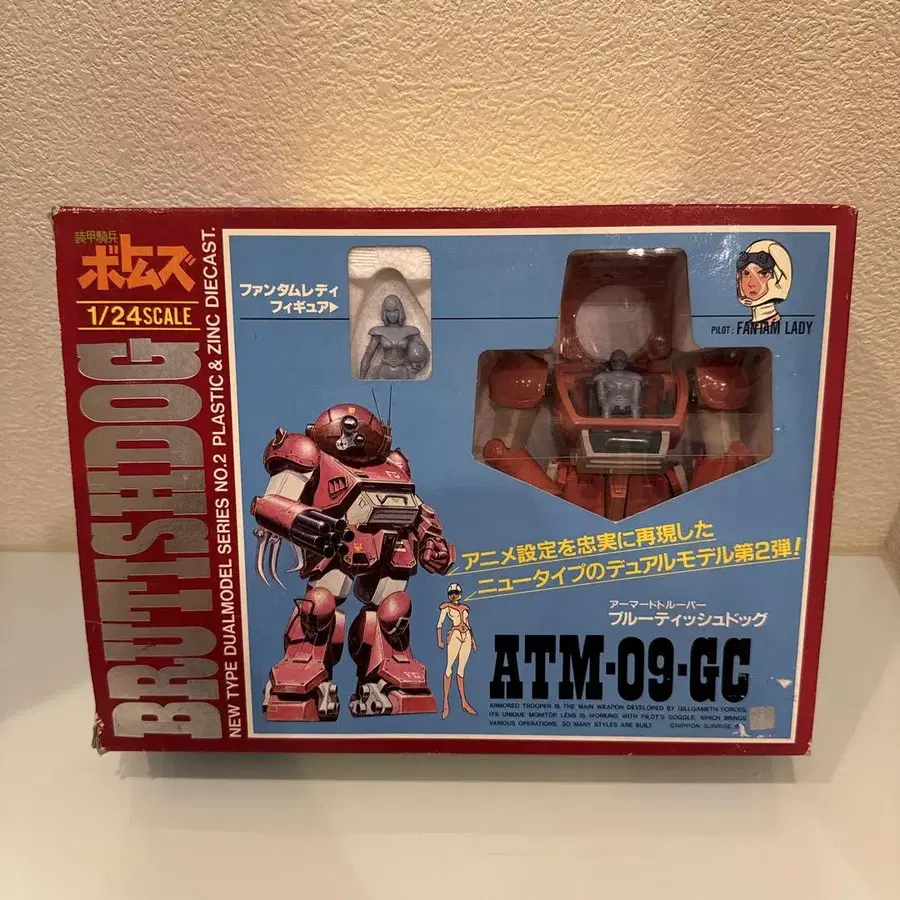 装甲騎兵
ボトムズ
1/24SCALE
BRUTISHDOG
NEW TYPE DUALMODEL SERIES NO.2 PLASTIC & ZINC DIECAST.
ファンタムレディ
フィギュア▶
PILOT: FANTAM LADY
アニメ設定を忠実に再現した
ニュータイプのデュアルモデル第2弾!
アーマードトルーパー
ブルーティッシュドッグ
ATM-09-GC
ARMORED TROOPER IS THE MAIN WEAPON DEVELOPED BY GILLGAMETH FORCES.
ITS UNIQUE MONITOR LENS IS WORKING WITH PILOT'S GOGGLE, WHICH BRINGS
VARIOUS OPERATIONS. SO MANY STYLES ARE BUILT. ©NIPPON SUNRISE